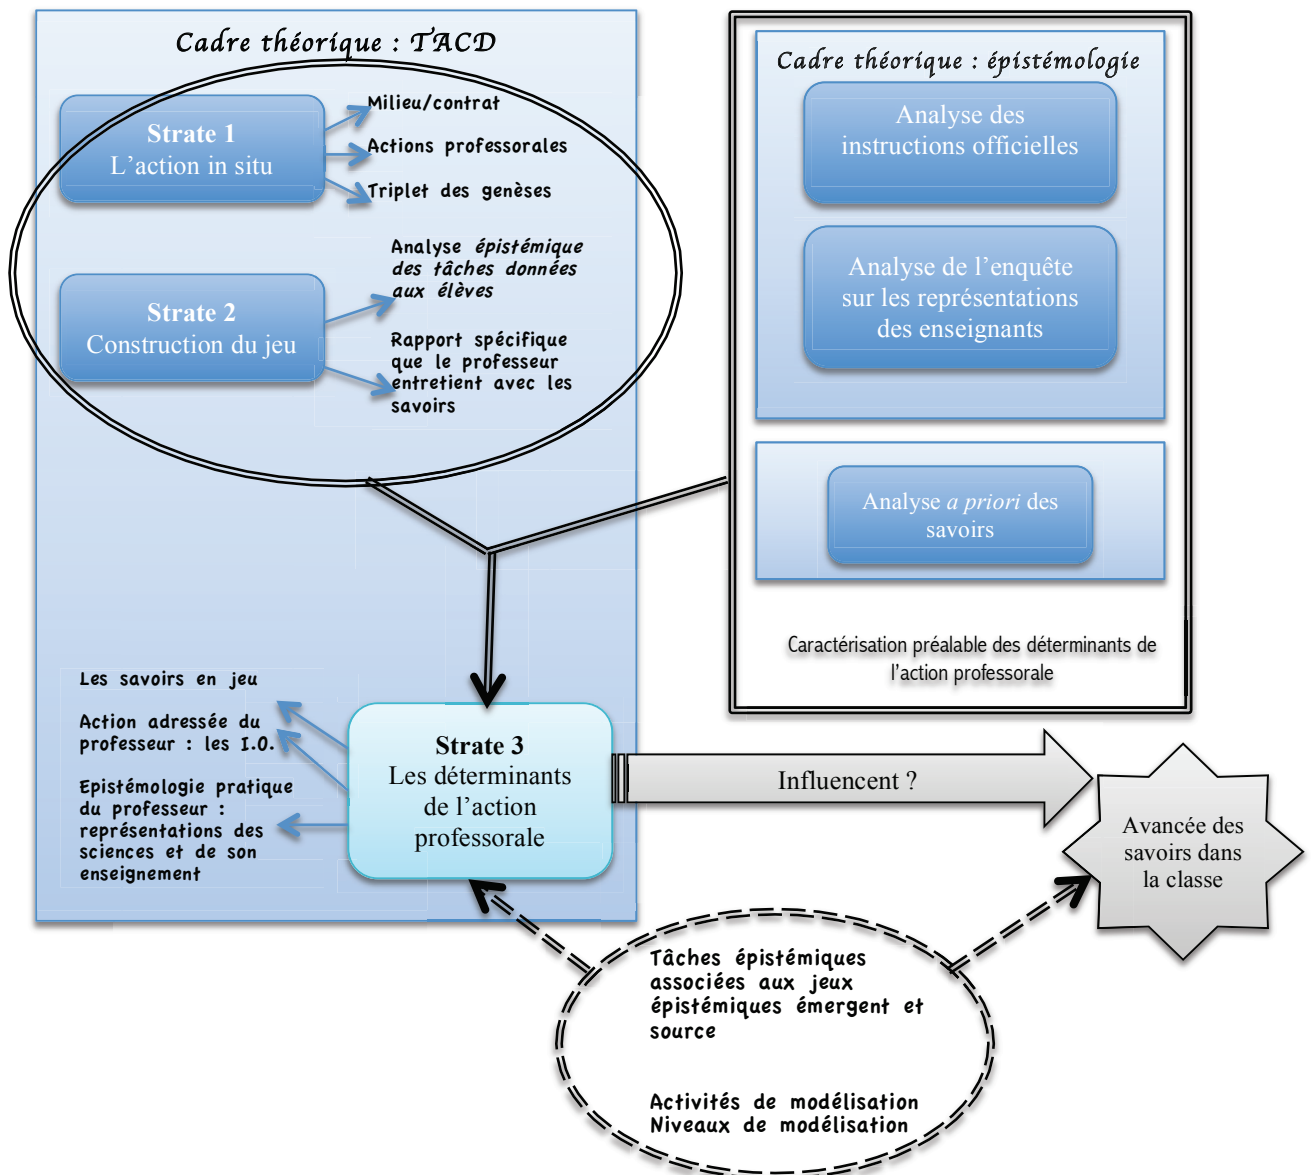 Cadre théorique : TACD
Strate 1
L'action in situ
Milieu/contrat
Actions professorales
Triplet des genèses
Strate 2
Construction du jeu
Analyse épistémique
des tâches données
aux élèves
Rapport spécifique
que le professeur
entretient avec les
savoirs
Cadre théorique : épistémologie
Analyse des
instructions officielles
Analyse de l'enquête
sur les représentations
des enseignants
Analyse a priori des
savoirs
Caractérisation préalable des déterminants de
l'action professorale
Les savoirs en jeu
Action adressée du
professeur : les I.O.
Epistémologie pratique
du professeur :
représentations des
sciences et de son
enseignement
Strate 3
Les déterminants
de l'action
professorale
Influencent ?
Avancée des
savoirs dans
la classe
Tâches épistémiques
associées aux jeux
épistémiques émergent et
source
Activités de modélisation
Niveaux de modélisation